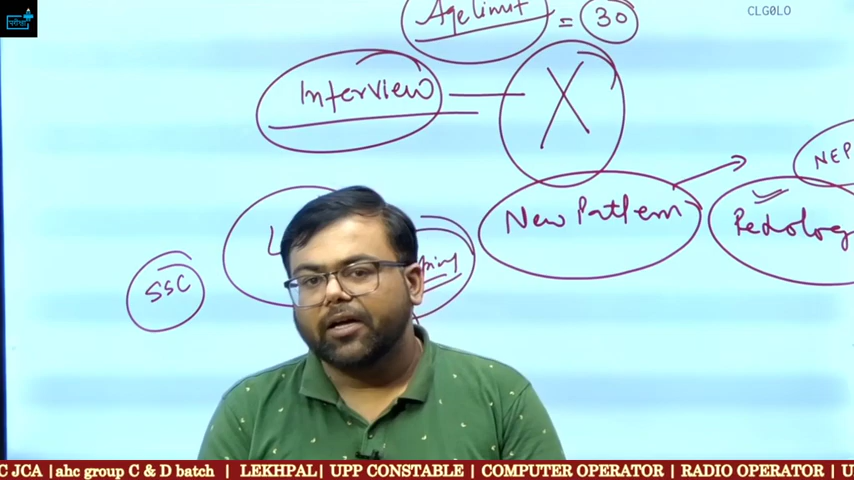 परीक्षा
CLG0LO
Age limit = 30
Interview X
NEP
New Pattern
Pedology
SSC
C JCA | ahc group C & D batch | LEKHPAL| UPP CONSTABLE | COMPUTER OPERATOR | RADIO OPERATOR | U